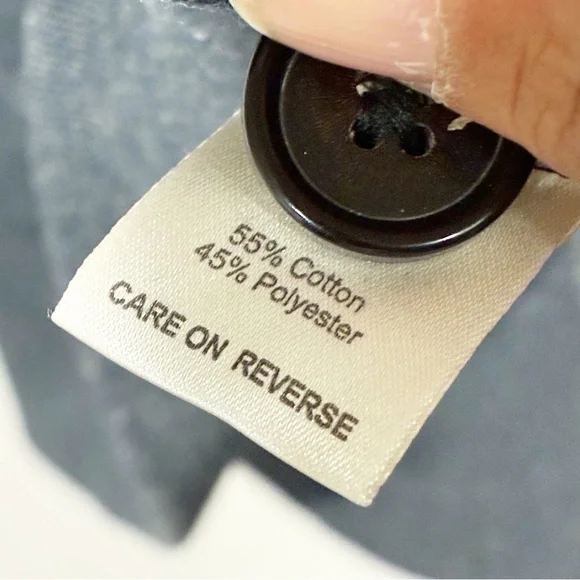 55% Cotton
45% Polyester
CARE ON REVERSE